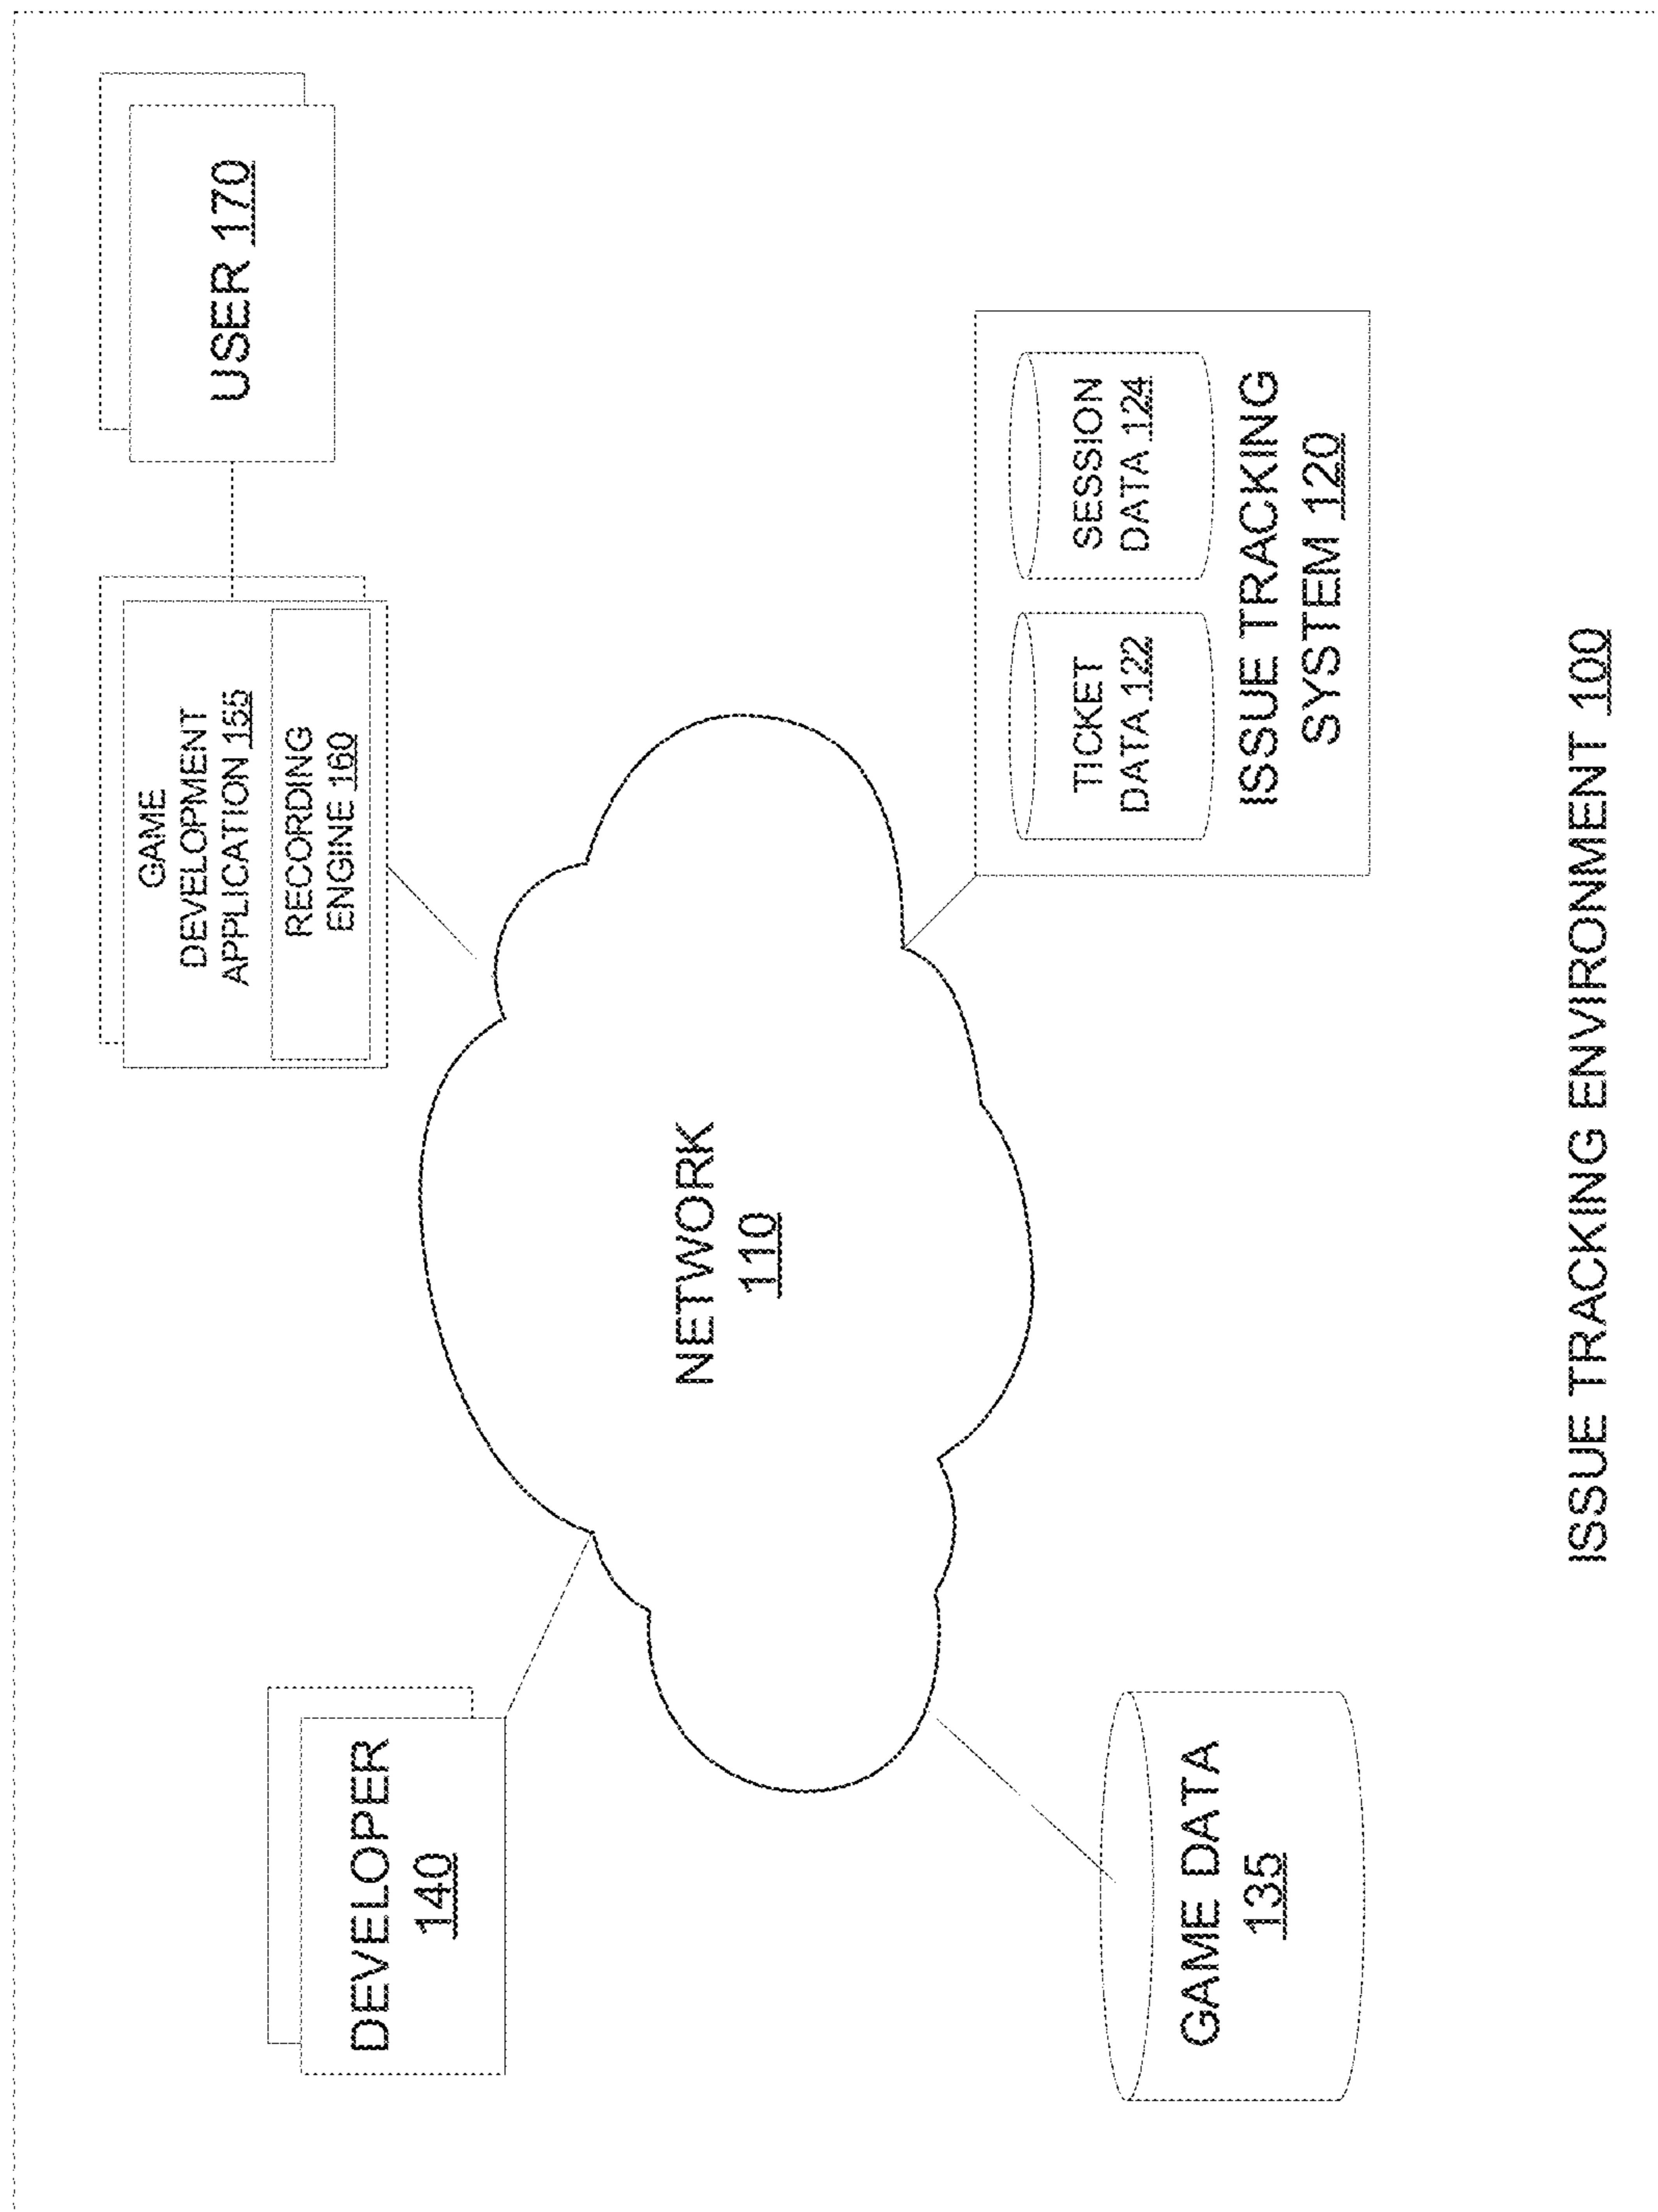 DEVELOPER
140
GAME
DEVELOPMENT
APPLICATION 155
RECORDING
ENGINE 160
USER 170
NETWORK
110
GAME DATA
135
TICKET
DATA 122
SESSION
DATA 124
ISSUE TRACKING
SYSTEM 120
ISSUE TRACKING ENVIRONMENT 100